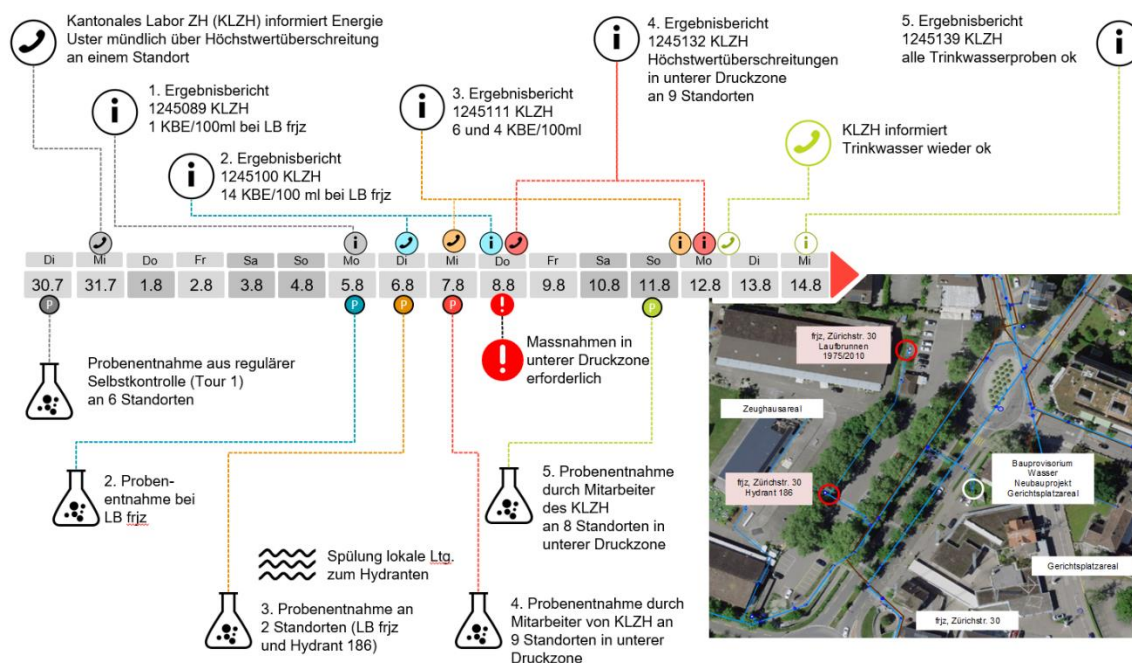 Kantonales Labor ZH (KLZH) informiert Energie
Uster mündlich über Höchstwertüberschreitung
an einem Standort
1. Ergebnisbericht
1245089 KLZH
1 KBE/100ml bei LB frjz
2. Ergebnisbericht
1245100 KLZH
14 KBE/100 ml bei LB frjz
3. Ergebnisbericht
1245111 KLZH
6 und 4 KBE/100ml
4. Ergebnisbericht
1245132 KLZH
Höchstwertüberschreitungen
in unterer Druckzone
an 9 Standorten
5. Ergebnisbericht
1245139 KLZH
alle Trinkwasserproben ok
KLZH informiert
Trinkwasser wieder ok
i
i
i
i
i
i
i
i
i
i
Di Mi Do Fr Sa So Mo Di Mi Do Fr Sa So Mo Di Mi
30.7 31.7 1.8 2.8 3.8 4.8 5.8 6.8 7.8 8.8 9.8 10.8 11.8 12.8 13.8 14.8
P P P P ! P
!
Massnahmen in
unterer Druckzone
erforderlich
Probenentnahme aus regulärer
Selbstkontrolle (Tour 1)
an 6 Standorten
2. Proben-
entnahme bei
LB frjz
Spülung lokale Ltg.
zum Hydranten
3. Probenentnahme an
2 Standorten (LB frjz
und Hydrant 186)
4. Probenentnahme durch
Mitarbeiter von KLZH an
9 Standorten in unterer
Druckzone
5. Probenentnahme
durch Mitarbeiter
des KLZH
an 8 Standorten in
unterer Druckzone
frjz, Zürichstr. 30
Laufbrunnen
1975/2010
Zeughausareal
frjz, Zürichstr. 30
Hydrant 186
Bauprovisorium
Wasser
Neubauprojekt
Gerichtsplatzareal
Gerichtsplatzareal
frjz, Zürichstr. 30